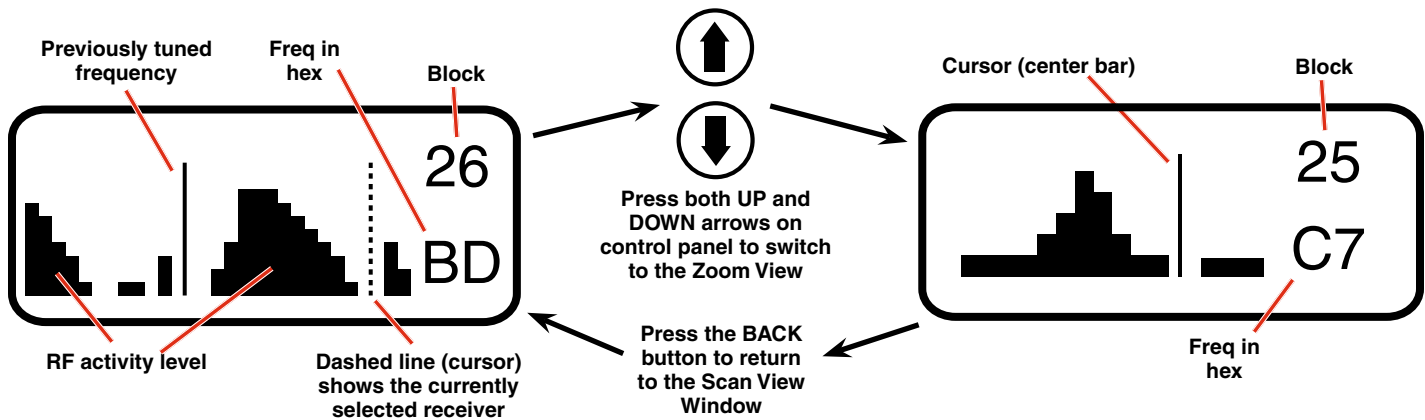 Previously tuned
frequency
Freq in
hex
Block
26
BD
RF activity level
Dashed line (cursor)
shows the currently
selected receiver
Press both UP and
DOWN arrows on
control panel to switch
to the Zoom View
Press the BACK
button to return
to the Scan View
Window
Cursor (center bar)
Block
25
C7
Freq in
hex